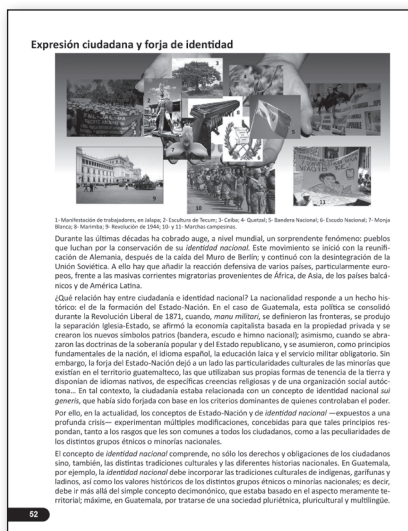 Expresión ciudadana y forja de identidad
1- Manifestación de trabajadores, en Jalapa; 2- Escultura de Tecum; 3- Ceiba; 4- Quetzal; 5- Bandera Nacional; 6- Escudo Nacional; 7- Monja
Blanca; 8- Marimba; 9- Revolución de 1944; 10- y 11- Marchas campesinas.
Durante las últimas décadas ha cobrado auge, a nivel mundial, un sorprendente fenómeno: pueblos
que luchan por la conservación de su identidad nacional. Este movimiento se inició con la reunifi-
cación de Alemania, después de la caída del Muro de Berlín; y continuó con la desintegración de la
Unión Soviética. A ello hay que añadir la reacción defensiva de varios países, particularmente euro-
peos, frente a las masivas corrientes migratorias provenientes de África, de Asia, de los países balcá-
nicos y de América Latina.
¿Qué relación hay entre ciudadanía e identidad nacional? La nacionalidad responde a un hecho his-
tórico: el de la formación del Estado-Nación. En el caso de Guatemala, esta política se consolidó
durante la Revolución Liberal de 1871, cuando, manu militari, se definieron las fronteras, se produjo
la separación Iglesia-Estado, se afirmó la economía capitalista basada en la propiedad privada y se
crearon los nuevos símbolos patrios (bandera, escudo e himno nacional); asimismo, cuando se abra-
zaron las doctrinas de la soberanía popular y del Estado republicano, y se asumieron, como principios
fundamentales de la nación, el idioma español, la educación laica y el servicio militar obligatorio. Sin
embargo, la forja del Estado-Nación dejó a un lado las particularidades culturales de las minorías que
existían en el territorio guatemalteco, las que utilizaban sus propias formas de tenencia de la tierra y
disponían de idiomas nativos, de específicas creencias religiosas y de una organización social autóc-
tona... En tal contexto, la ciudadanía estaba relacionada con un concepto de identidad nacional sui
generis, que había sido forjada con base en los criterios dominantes de quienes controlaban el poder.
Por ello, en la actualidad, los conceptos de Estado-Nación y de identidad nacional —expuestos a una
profunda crisis— experimentan múltiples modificaciones, concebidas para que tales principios res-
pondan, tanto a los rasgos que les son comunes a todos los ciudadanos, como a las peculiaridades de
los distintos grupos étnicos o minorías nacionales.
El concepto de identidad nacional comprende, no sólo los derechos y obligaciones de los ciudadanos
sino, también, las distintas tradiciones culturales y las diferentes historias nacionales. En Guatemala,
por ejemplo, la identidad nacional debe incorporar las tradiciones culturales de indígenas, garífunas y
ladinos, así como los valores históricos de los distintos grupos étnicos o minorías nacionales; es decir,
debe ir más allá del simple concepto decimonónico, que estaba basado en el aspecto meramente te-
rritorial; máxime, en Guatemala, por tratarse de una sociedad pluriétnica, pluricultural y multilingüe.
52